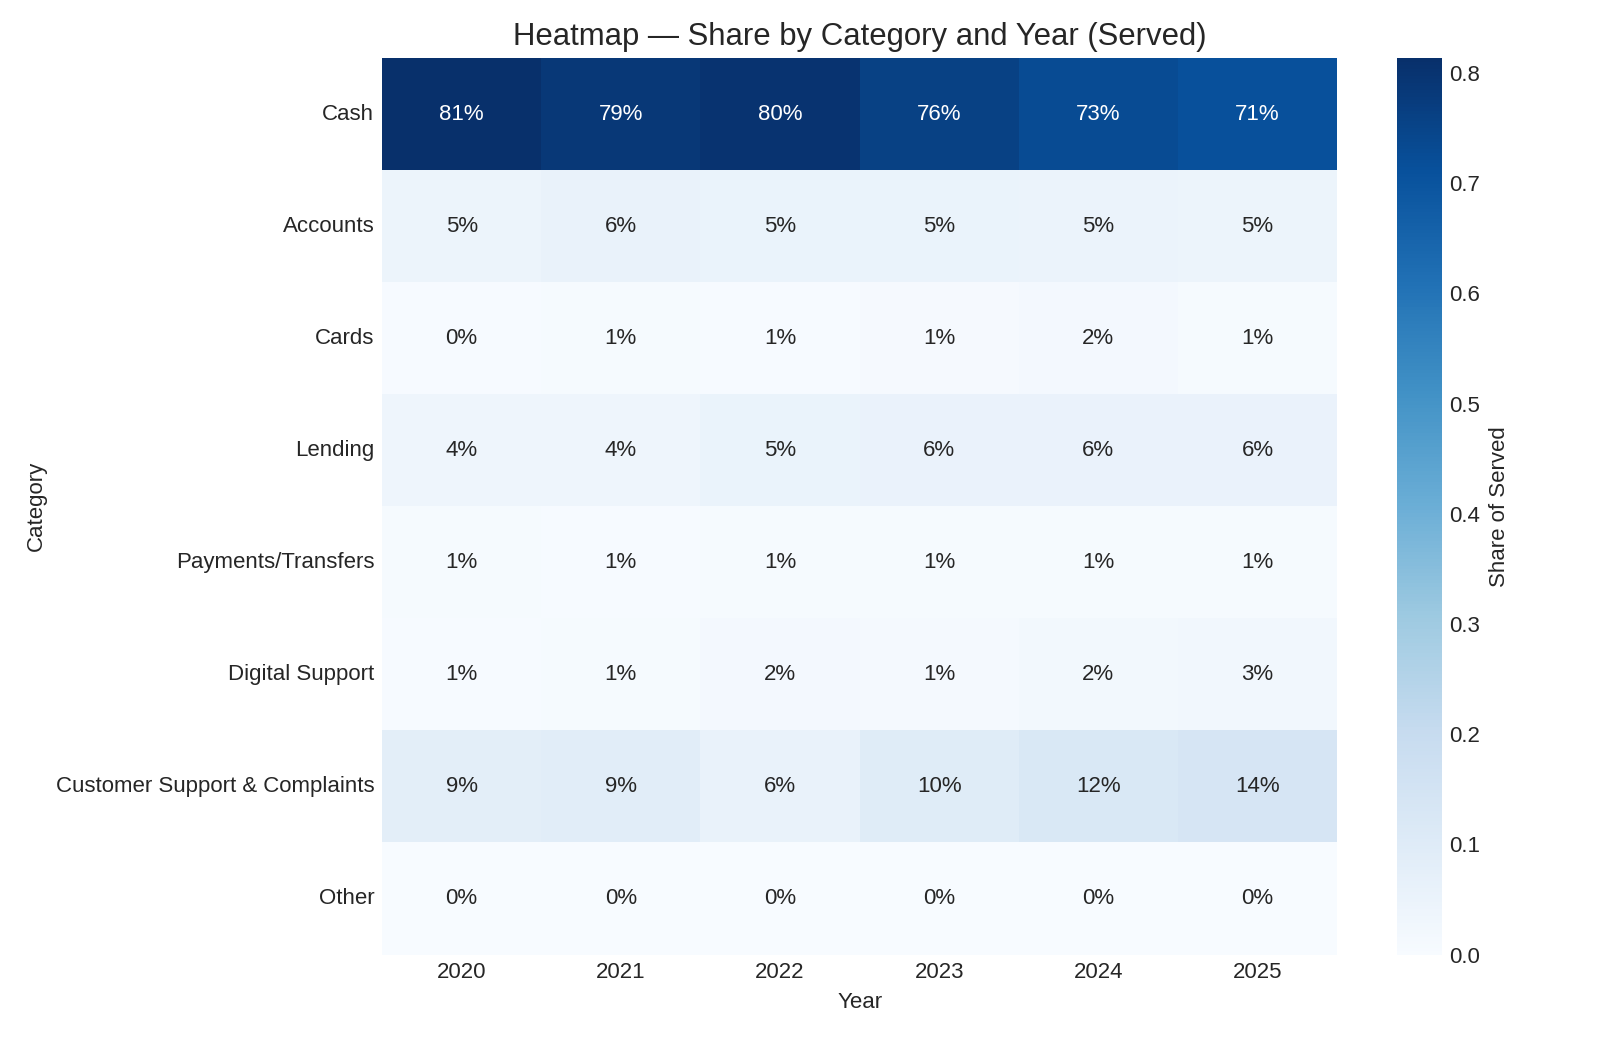 Heatmap — Share by Category and Year (Served)
Cash 81% 79% 80% 76% 73% 71%
Accounts 5% 6% 5% 5% 5% 5%
Cards 0% 1% 1% 1% 2% 1%
Lending 4% 4% 5% 6% 6% 6%
Payments/Transfers 1% 1% 1% 1% 1% 1%
Digital Support 1% 1% 2% 1% 2% 3%
Customer Support & Complaints 9% 9% 6% 10% 12% 14%
Other 0% 0% 0% 0% 0% 0%
2020 2021 2022 2023 2024 2025
Year
Category
0.8
0.7
0.6
0.5
0.4
0.3
0.2
0.1
0.0
Share of Served